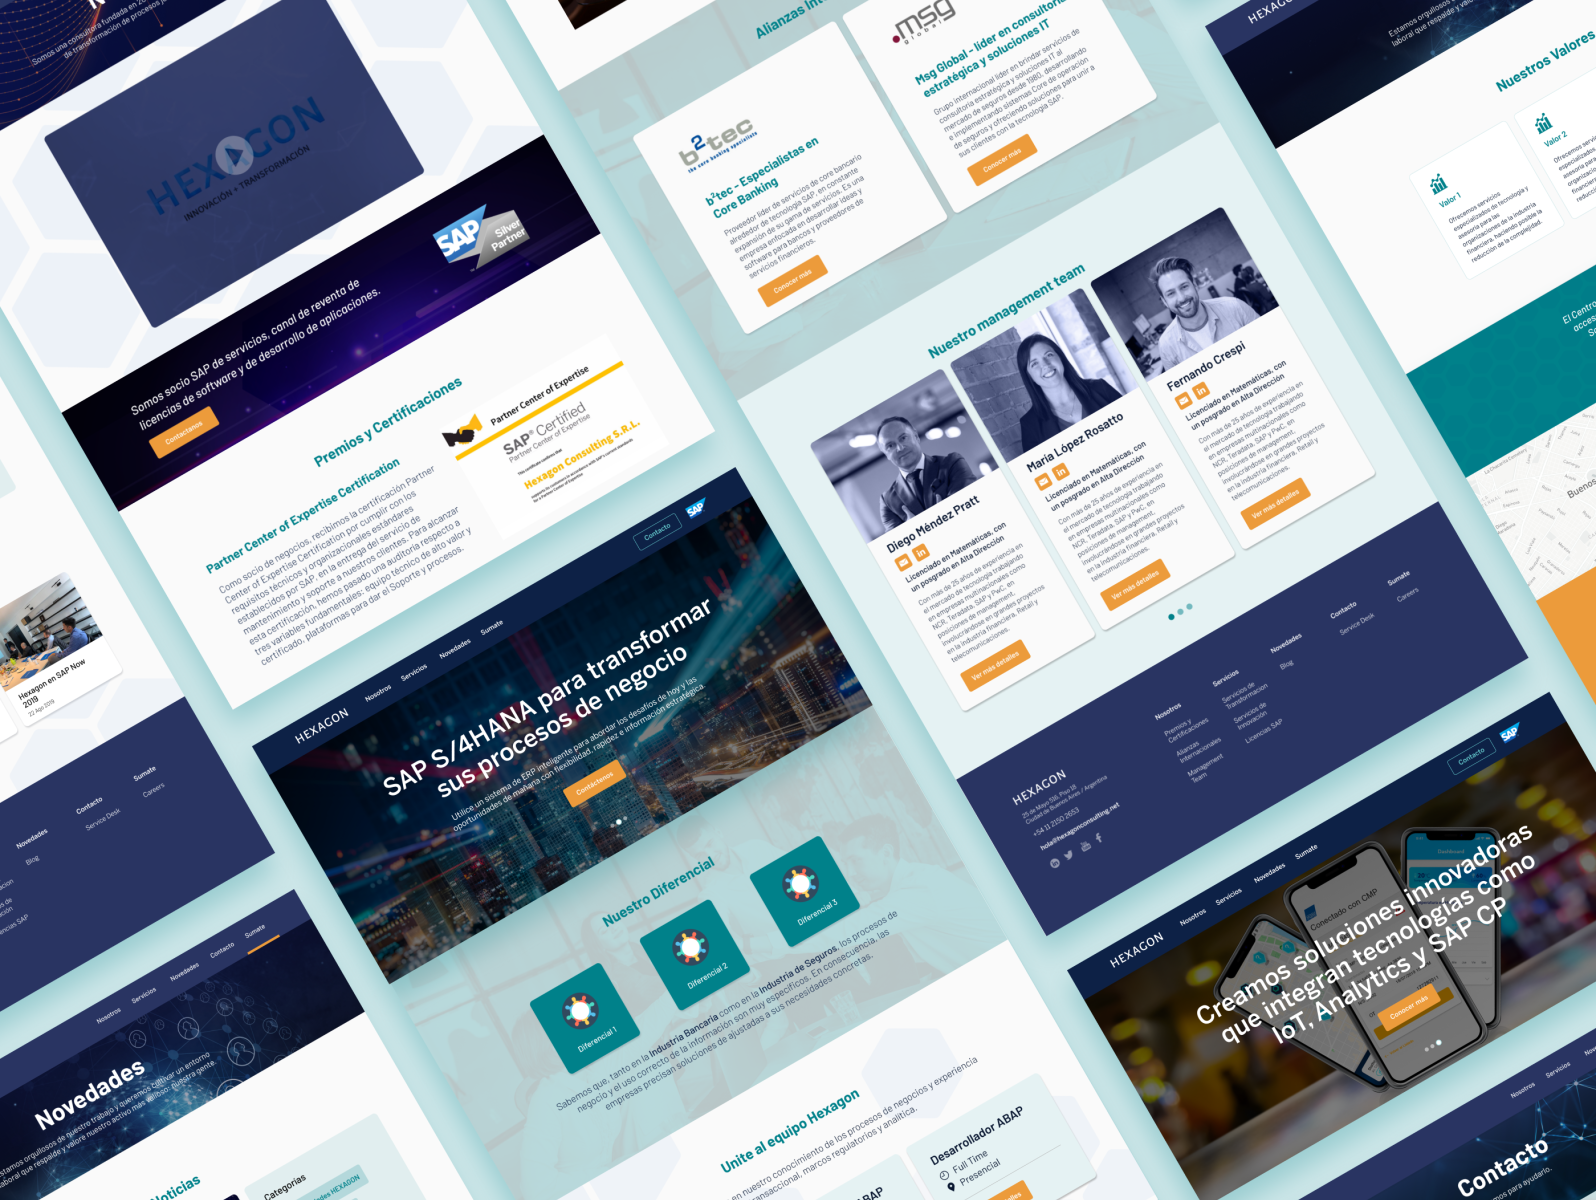 Somos una consultora fundada en
de transformación de procesos
HEXAGON
INNOVACIÓN + TRANSFORMACIÓN
SAP
Silver
Partner
Somos socio SAP de servicios, canal de reventa de
licencias de software y de desarrollo de aplicaciones.
Contactanos
Premios y Certificaciones
Partner Center of Expertise Certification
Como socio de negocios, recibimos la certificación Partner
Center of Expertise Certification por cumplir con los
requisitos técnicos y organizacionales estándares
establecidos por SAP, en la entrega del servicio de
mantenimiento y soporte a nuestros clientes. Para alcanzar
esta certificación, hemos pasado una auditoria respecto a
tres variables fundamentales: equipo técnico de alto valor y
certificado, plataformas para dar el Soporte y procesos.
Partner Center of Expertise
SAP® Certified
Partner Center of Expertise
This certificate confirms that
Hexagon Consulting S.R.L.
Hexagon en SAP Now
2019
22 Ago 2019
Novedades
Blog
Contacto
Service Desk
Sumate
Careers
Nosotros
Servicios
Novedades
Contacto
Sumate
Novedades
estamos orgullosos de nuestro trabajo y queremos cultivar un entorno
laboral que respalde y valore nuestro activo más valioso: nuestra gente.
Noticias
Categorías
HEXAGON
HEXAGON
Nosotros
Servicios
Novedades
Sumate
Contacto
SAP
SAP S/4HANA para transformar
sus procesos de negocio
Utilice un sistema de ERP inteligente para abordar los desafíos de hoy y las
oportunidades de mañana con flexibilidad, rapidez e información estratégica.
Contáctenos
Nuestro Diferencial
Diferencial 1
Diferencial 2
Diferencial 3
Sabemos que, tanto en la Industria Bancaria como en la Industria de Seguros, los procesos de
negocio y el uso correcto de la información son muy específicos. En consecuencia, las
empresas precisan soluciones de ajustadas a sus necesidades concretas.
Unite al equipo Hexagon
en nuestro conocimiento de los procesos de negocios y experiencia
transaccional, marcos regulatorios y analítica.
ABAP
Desarrollador ABAP
Full Time
Presencial
Alianzas
b2tec
the core banking specialists
b²tec - Especialistas en
Core Banking
Proveedor líder de servicios de core bancario
alrededor de tecnología SAP, en constante
expansión de su gama de servicios. Es una
empresa enfocada en desarrollar ideas y
software para bancos y proveedores de
servicios financieros.
Conocer más
msg
global
Msg Global - líder en consultoría
estratégica y soluciones IT
Grupo internacional líder en brindar servicios de
consultoría estratégica y soluciones IT al
mercado de seguros desde 1980, desarrollando
e implementando sistemas Core de operación
de seguros y ofreciendo soluciones para unir a
sus clientes con la tecnología SAP.
Conocer más
Nuestro management team
Diego Méndez Pratt
Licenciado en Matemáticas, con
un posgrado en Alta Dirección
Con más de 25 años de experiencia en
el mercado de tecnología trabajando
en empresas multinacionales como
NCR, Teradata, SAP y PwC; en
posiciones de management,
involucrándose en grandes proyectos
en la Industria financiera, Retail y
telecomunicaciones.
Ver más detalles
María López Rosatto
Licenciado en Matemáticas, con
un posgrado en Alta Dirección
Con más de 25 años de experiencia en
el mercado de tecnología trabajando
en empresas multinacionales como
NCR, Teradata, SAP y PwC; en
posiciones de management,
involucrándose en grandes proyectos
en la Industria financiera, Retail y
telecomunicaciones.
Ver más detalles
Fernando Crespi
Licenciado en Matemáticas, con
un posgrado en Alta Dirección
Con más de 25 años de experiencia en
el mercado de tecnología trabajando
en empresas multinacionales como
NCR, Teradata, SAP y PwC, en
posiciones de management,
involucrándose en grandes proyectos
en la Industria financiera, Retail y
telecomunicaciones.
Ver más detalles
HEXAGON
25 de Mayo 516, Piso 15
Ciudad de Buenos Aires / Argentina
+54 11 2150 2653
hola@hexagonconsulting.net
Nosotros
Premios y
Certificaciones
Alianzas
Internacionales
Management
Team
Servicios
Servicios de
Transformacion
Servicios de
Innovación
Licencias SAP
Novedades
Blog
Contacto
Service Desk
Sumate
Careers
HEXAGON
Nosotros
Servicios
Novedades
Sumate
Contacto
SAP
Conectado con CMP
Dashboard
Creamos soluciones innovadoras
que integran tecnologías como
IoT, Analytics y SAP CP
Conocer más
Nosotros
Servicios
Contacto
HEXAGON
Estamos orgullosos
laboral que respalde y
Nuestros Valores
Valor 1
Ofrecemos servicios
especializados de tecnología y
asesoría para las
organizaciones de la industria
financiera, haciendo posible la
reducción de la complejidad.
Valor 2
El Centro
Buenos